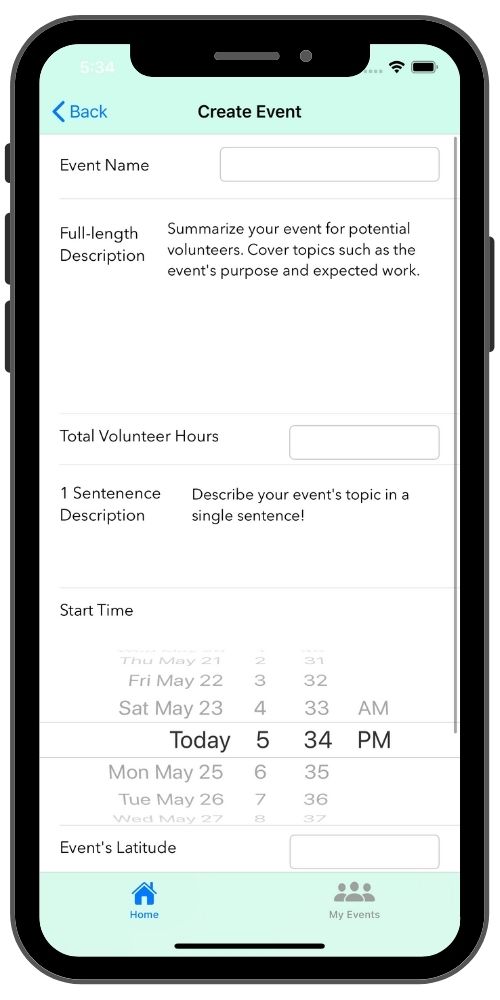 5:34
Back
Create Event
Event Name
Full-length
Description
Summarize your event for potential
volunteers. Cover topics such as the
event's purpose and expected work.
Total Volunteer Hours
1 Sentenence
Description
Describe your event's topic in a
single sentence!
Start Time
Thu May 21 2 31
Fri May 22 3 32
Sat May 23 4 33 AM
Today 5 34 PM
Mon May 25 6 35
Tue May 26 7 36
Wed May 27 8 37
Event's Latitude
Home
My Events